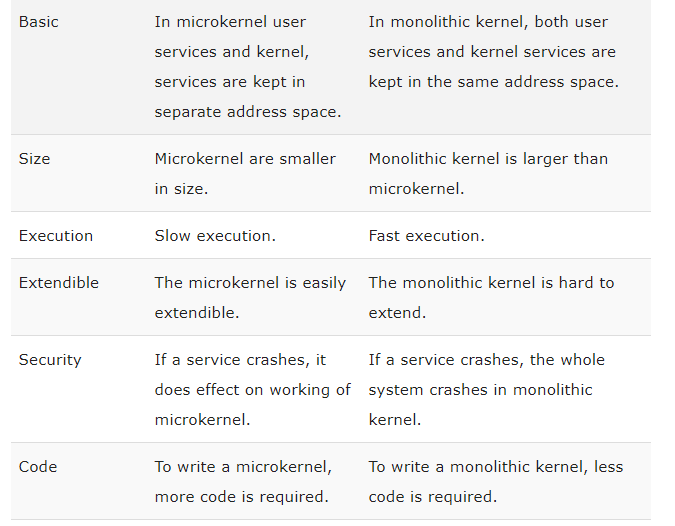 Basic
In microkernel user
services and kernel,
services are kept in
separate address space.
In monolithic kernel, both user
services and kernel services are
kept in the same address space.
Size
Microkernel are smaller
in size.
Monolithic kernel is larger than
microkernel.
Execution
Slow execution.
Fast execution.
Extendible
The microkernel is easily
extendible.
The monolithic kernel is hard to
extend.
Security
If a service crashes, it
does effect on working of
microkernel.
If a service crashes, the whole
system crashes in monolithic
kernel.
Code
To write a microkernel,
more code is required.
To write a monolithic kernel, less
code is required.